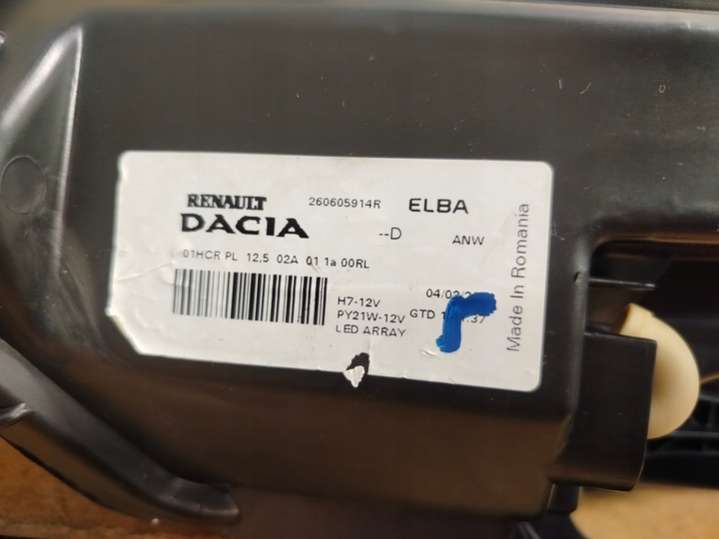 RENAULT 260605914R ELBA
DACIA --D ANW
01HCR PL 12,5 02A 01 1a 00RL
H7-12V
PY21W-12V GTD
LED ARRAY
Made In Romania